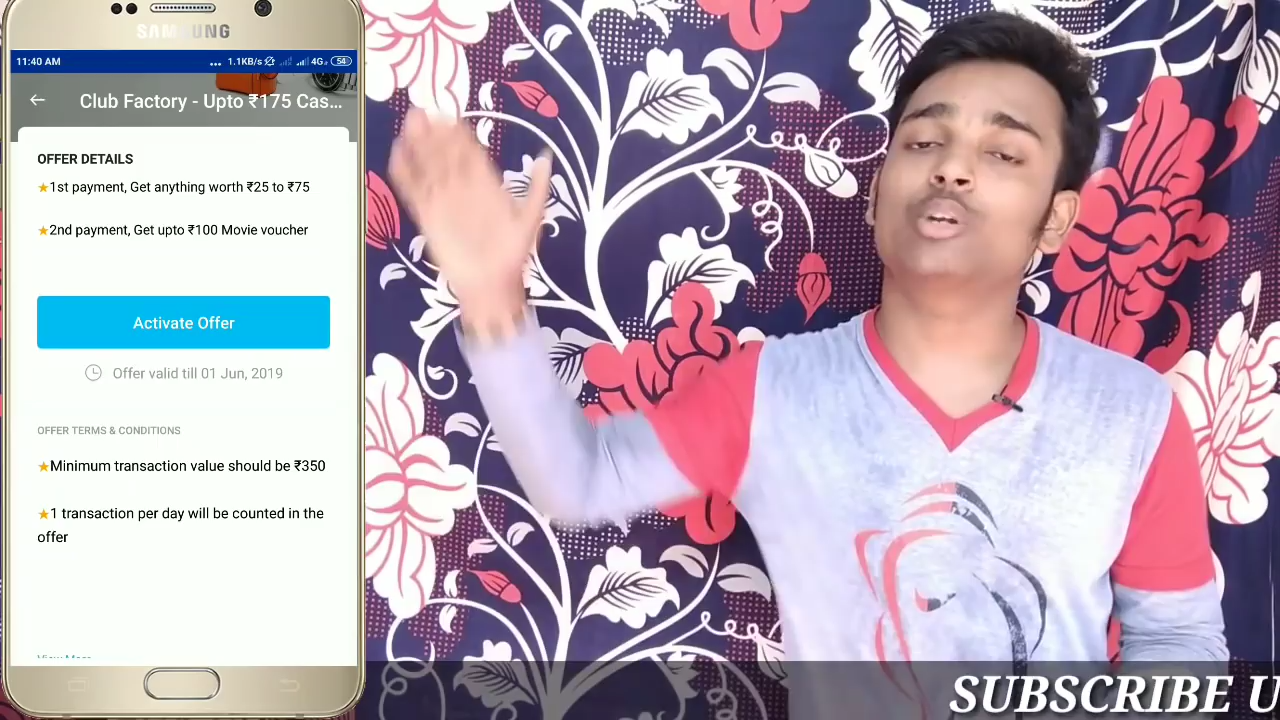 SAMSUNG
11:40 AM
... 1.1KB/s 4G 54
Club Factory - Upto ₹175 Cas...
OFFER DETAILS
★1st payment, Get anything worth ₹25 to ₹75
★2nd payment, Get upto ₹100 Movie voucher
Activate Offer
Offer valid till 01 Jun, 2019
OFFER TERMS & CONDITIONS
★Minimum transaction value should be ₹350
★1 transaction per day will be counted in the
offer
View More
SUBSCRIBE U